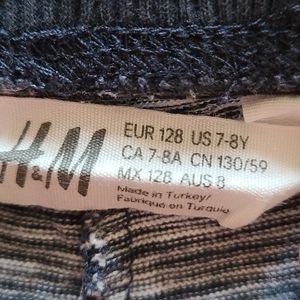 H&M
EUR 128 US 7-8Y
CA 7-8A CN 130/59
MX 128 AUS 8
Made in Turkey/
Fabriqué en Turquie